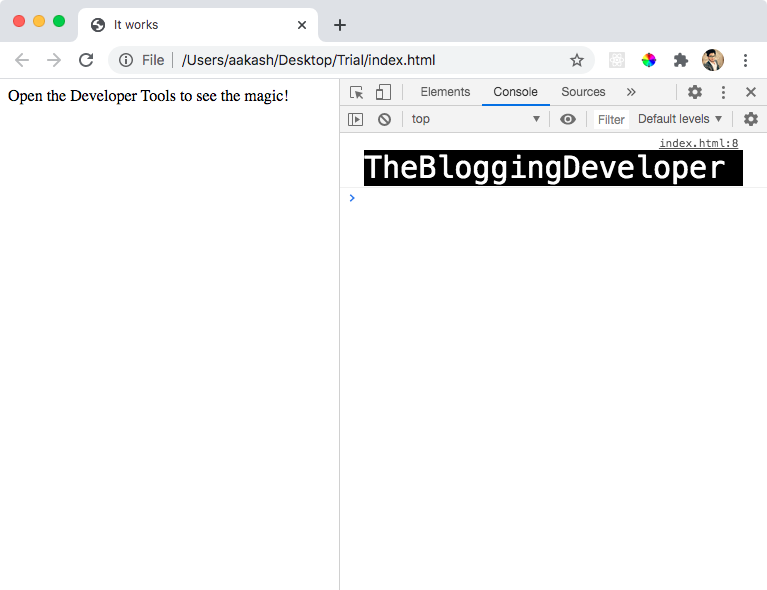 It works
File /Users/aakash/Desktop/Trial/index.html
Open the Developer Tools to see the magic!
Elements Console Sources »
top Filter Default levels
index.html:8
TheBloggingDeveloper